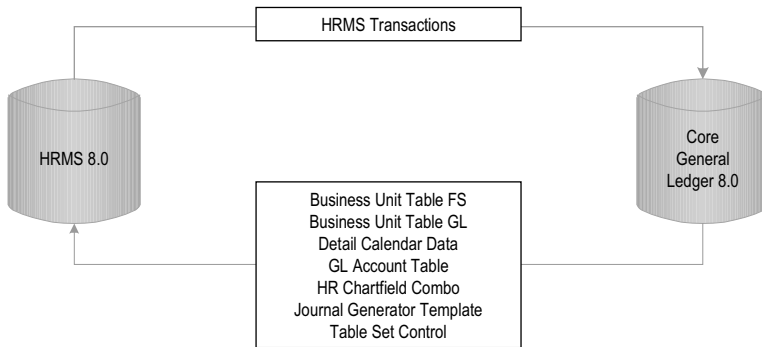 HRMS Transactions
HRMS 8.0
Core
General
Ledger 8.0
Business Unit Table FS
Business Unit Table GL
Detail Calendar Data
GL Account Table
HR Chartfield Combo
Journal Generator Template
Table Set Control